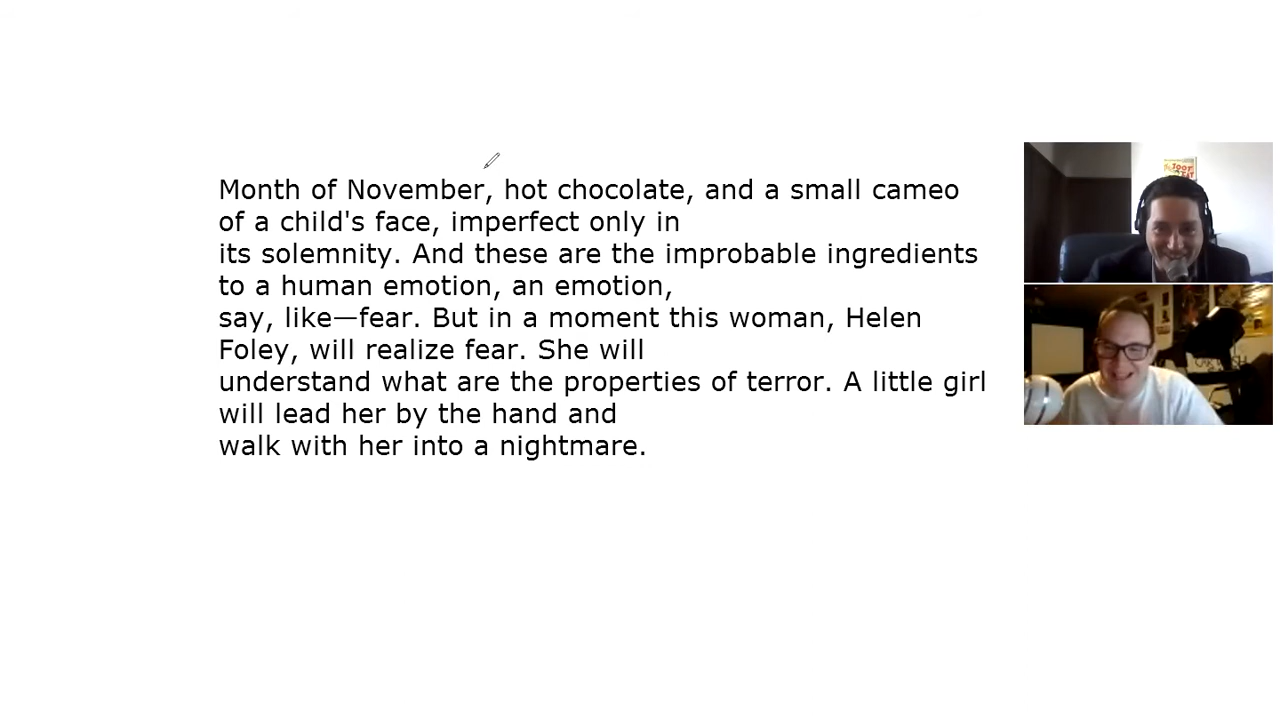 Month of November, hot chocolate, and a small cameo
of a child's face, imperfect only in
its solemnity. And these are the improbable ingredients
to a human emotion, an emotion,
say, like—fear. But in a moment this woman, Helen
Foley, will realize fear. She will
understand what are the properties of terror. A little girl
will lead her by the hand and
walk with her into a nightmare.